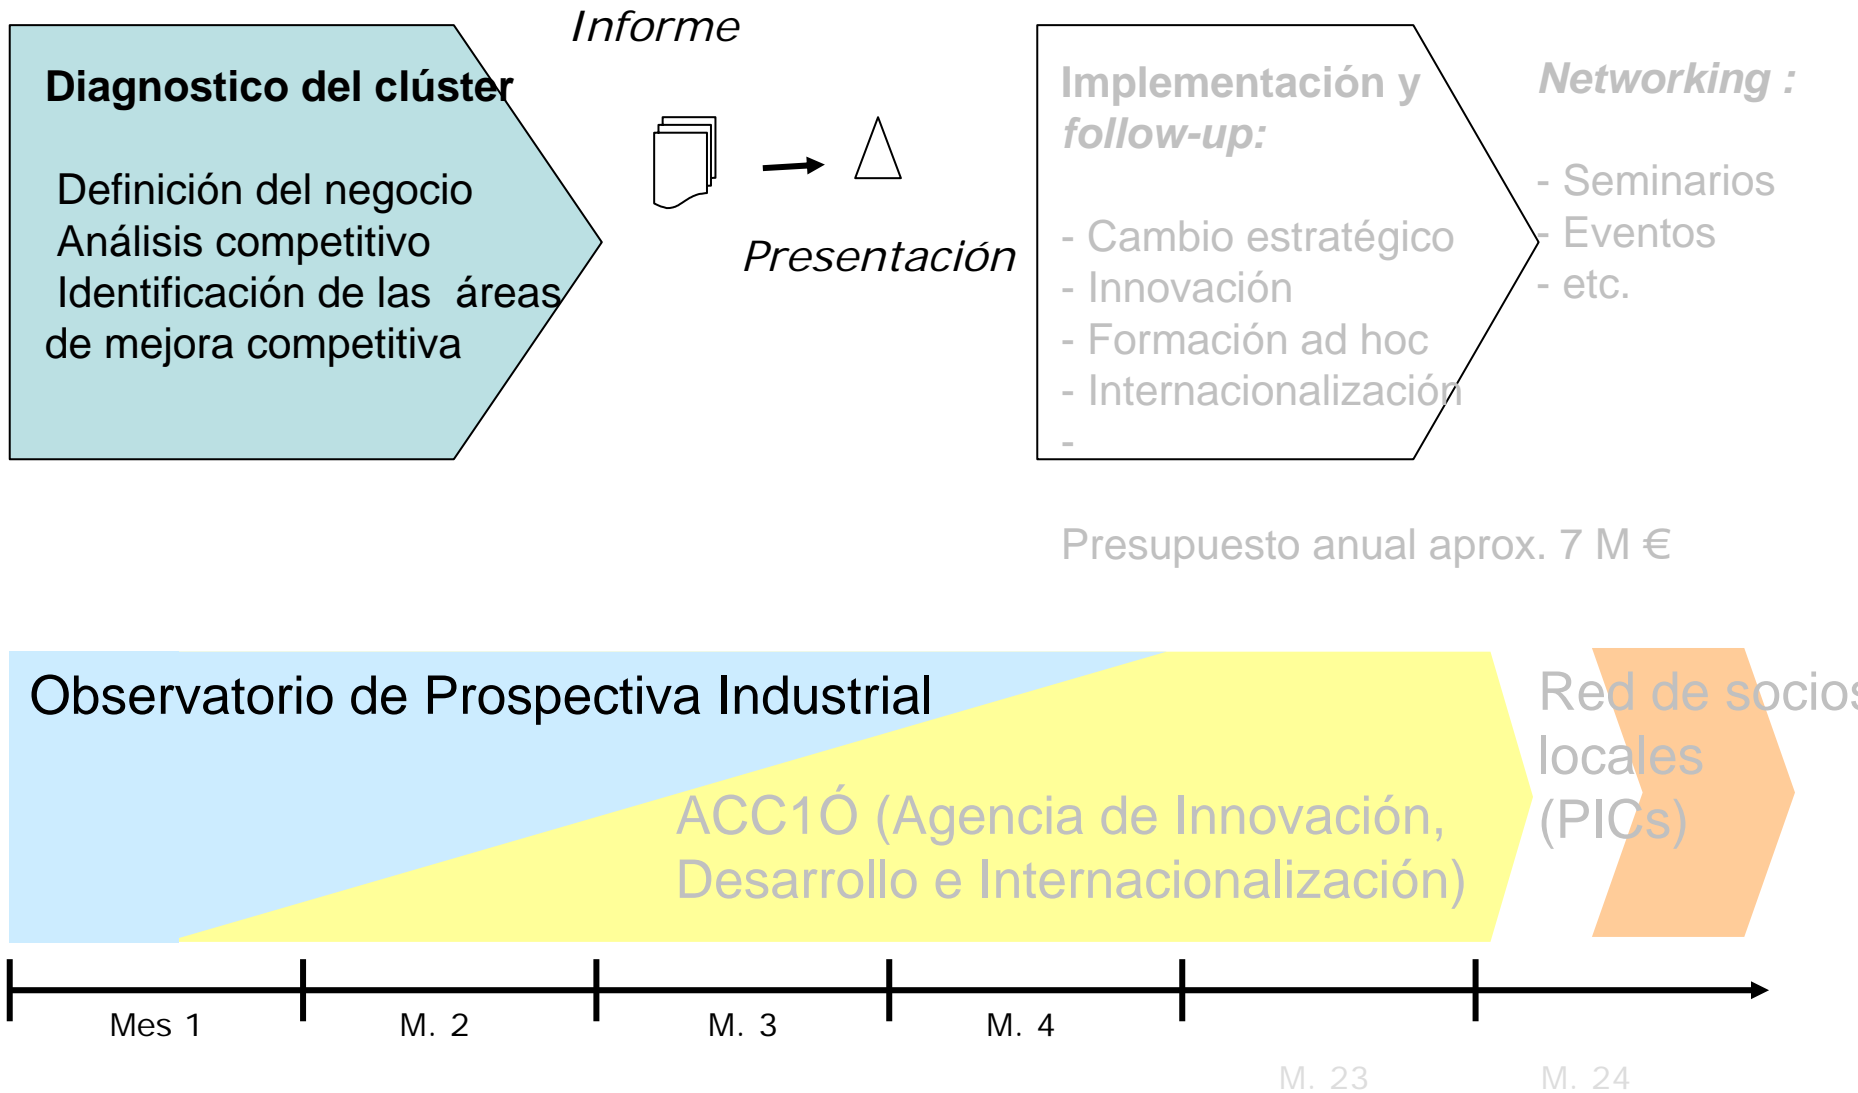 Informe
Diagnostico del clúster
Definición del negocio
Análisis competitivo
Identificación de las áreas
de mejora competitiva
Presentación
Implementación y
follow-up:
- Cambio estratégico
- Innovación
- Formación ad hoc
- Internacionalización
-
Networking :
- Seminarios
- Eventos
- etc.
Presupuesto anual aprox. 7 M €
Observatorio de Prospectiva Industrial
ACC1Ó (Agencia de Innovación,
Desarrollo e Internacionalización)
Red de socios
locales
(PICs)
Mes 1
M. 2
M. 3
M. 4
M. 23
M. 24